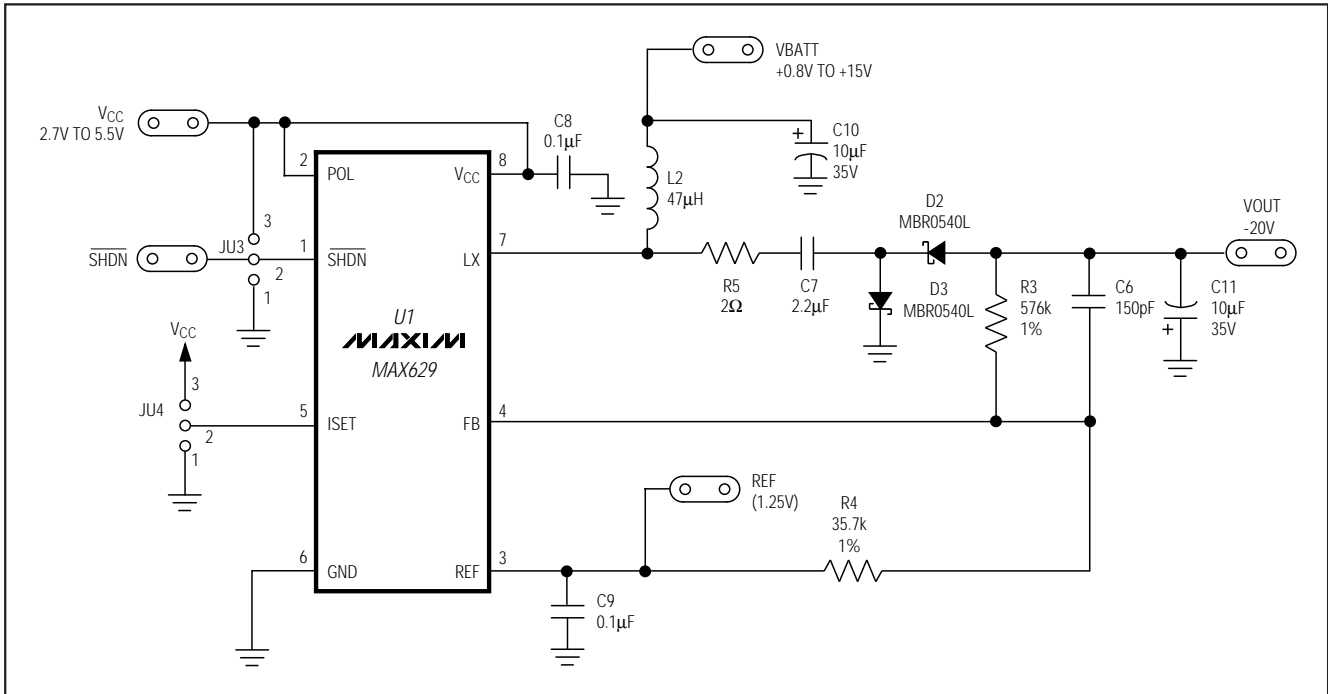 VBATT
+0.8V TO +15V
VCC
2.7V TO 5.5V
C8
0.1µF
C10
+
10µF
35V
2
POL
VCC
8
L2
47µH
D2
MBR0540L
VOUT
-20V
3
JU3
SHDN
1
SHDN
2
1
LX
7
R5
2Ω
C7
2.2µF
D3
MBR0540L
R3
576k
1%
C6
150pF
C11
10µF
35V
+
U1
MAXIM
MAX629
VCC
3
JU4
2
1
5
ISET
FB
4
REF
(1.25V)
R4
35.7k
1%
6
GND
REF
3
C9
0.1µF